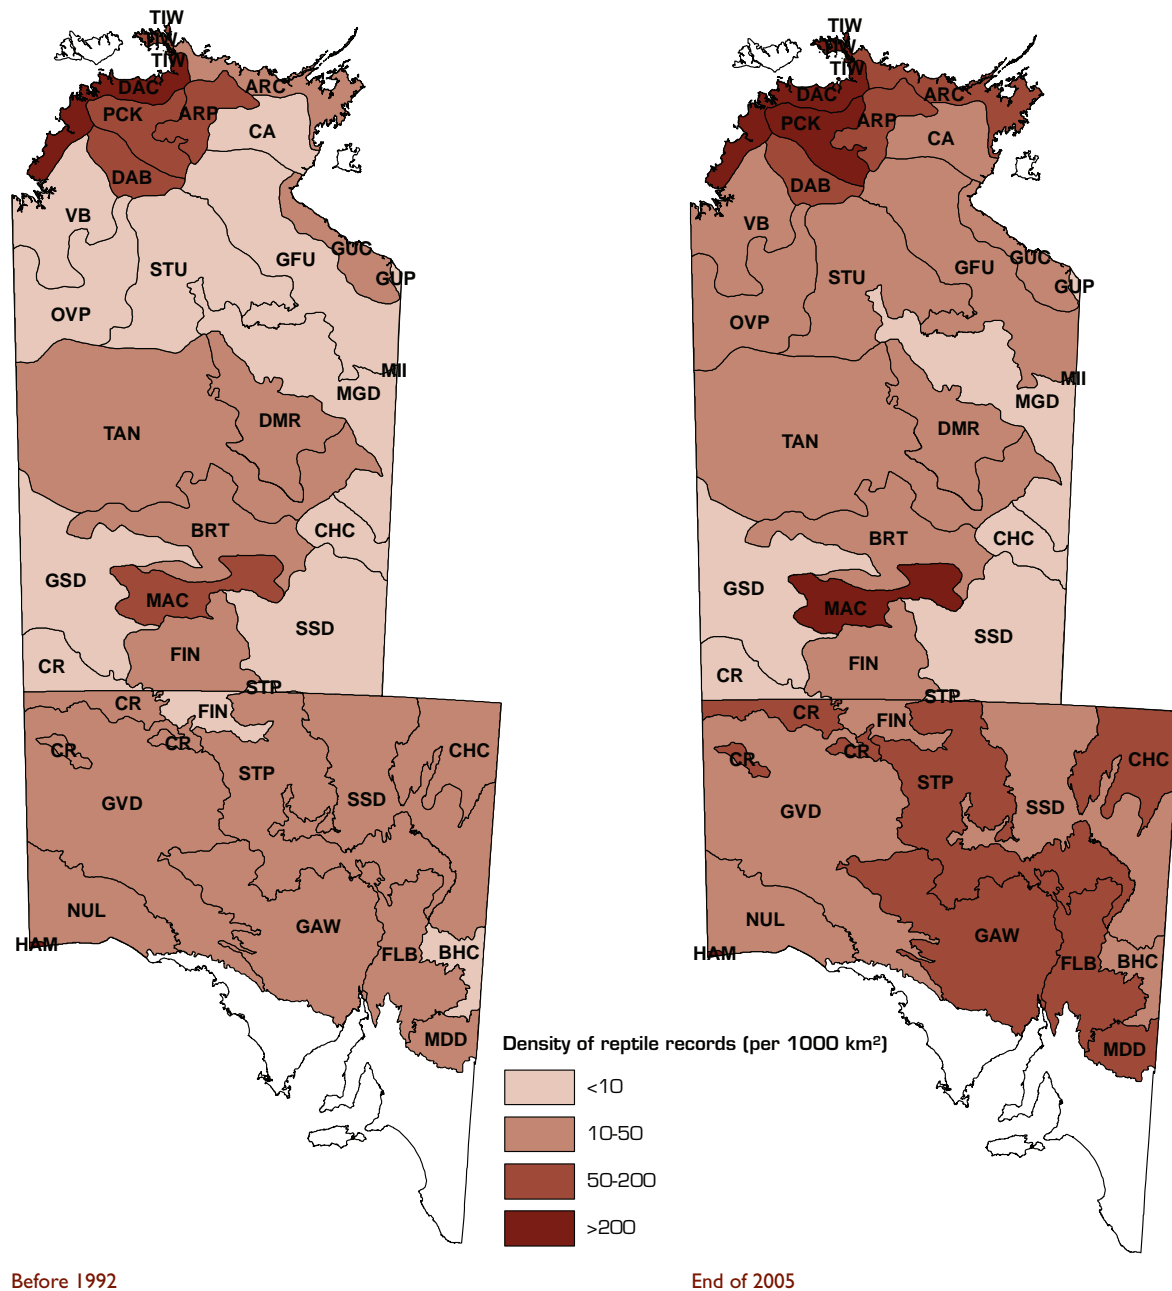 TIW
TIW
TIW
DAC
ARC
PCK
ARP
CA
DAB
VB
GUC
STU
GFU
GUP
OVP
MII
MGD
DMR
TAN
BRT
CHC
GSD
MAC
SSD
FIN
CR
STP
CR
FIN
CR
CR
CHC
STP
SSD
GVD
NUL
GAW
HAM
FLB
BHC
MDD
TIW
TIW
TIW
DAC
ARC
PCK
ARP
CA
DAB
VB
GUC
STU
GFU
GUP
OVP
MII
MGD
DMR
TAN
BRT
CHC
GSD
MAC
SSD
FIN
CR
STP
CR
FIN
CR
CR
CHC
STP
SSD
GVD
NUL
GAW
HAM
FLB
BHC
MDD
Density of reptile records (per 1000 km²)
<10
10-50
50-200
>200
Before 1992
End of 2005